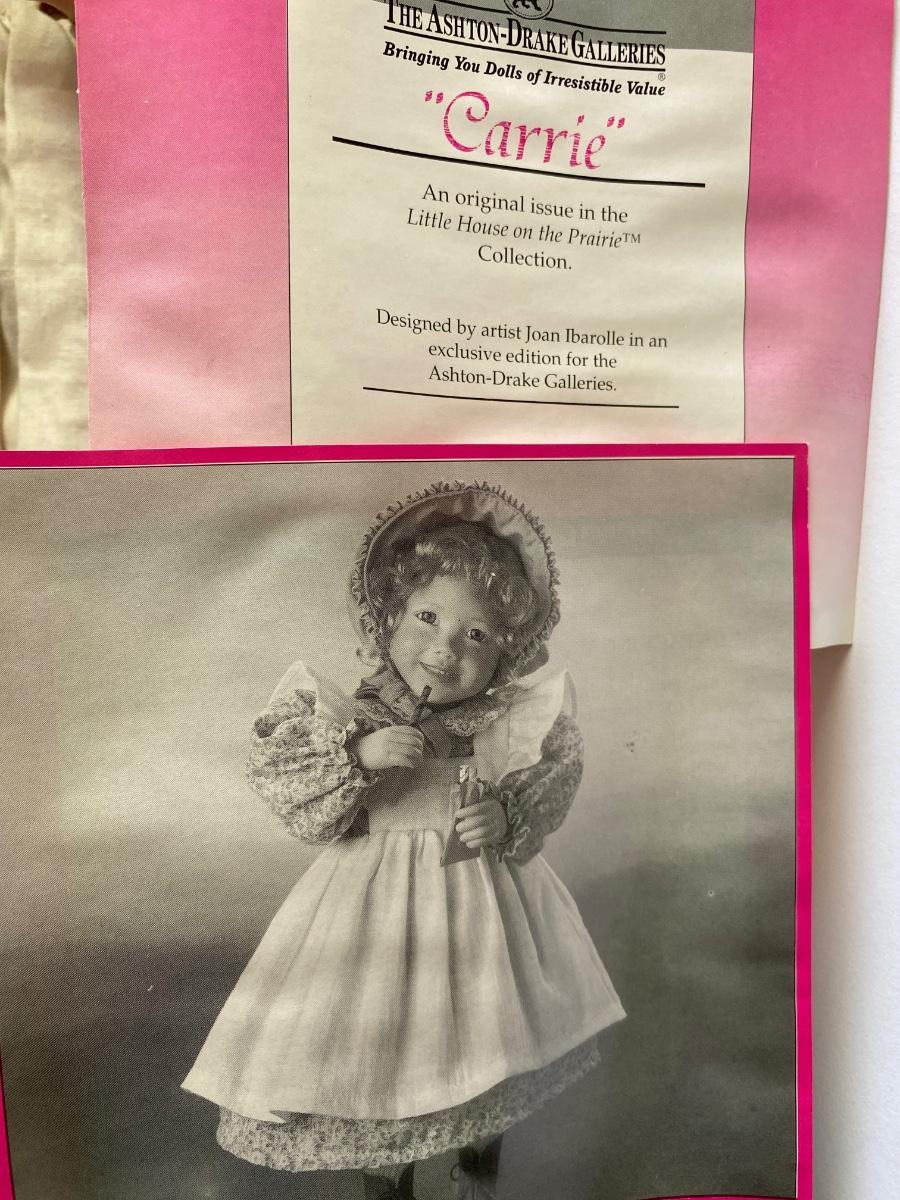 THE ASHTON-DRAKE GALLERIES
Bringing You Dolls of Irresistible Value®
"Carrie"
An original issue in the
Little House on the Prairie™
Collection.
Designed by artist Joan Ibarolle in an
exclusive edition for the
Ashton-Drake Galleries.